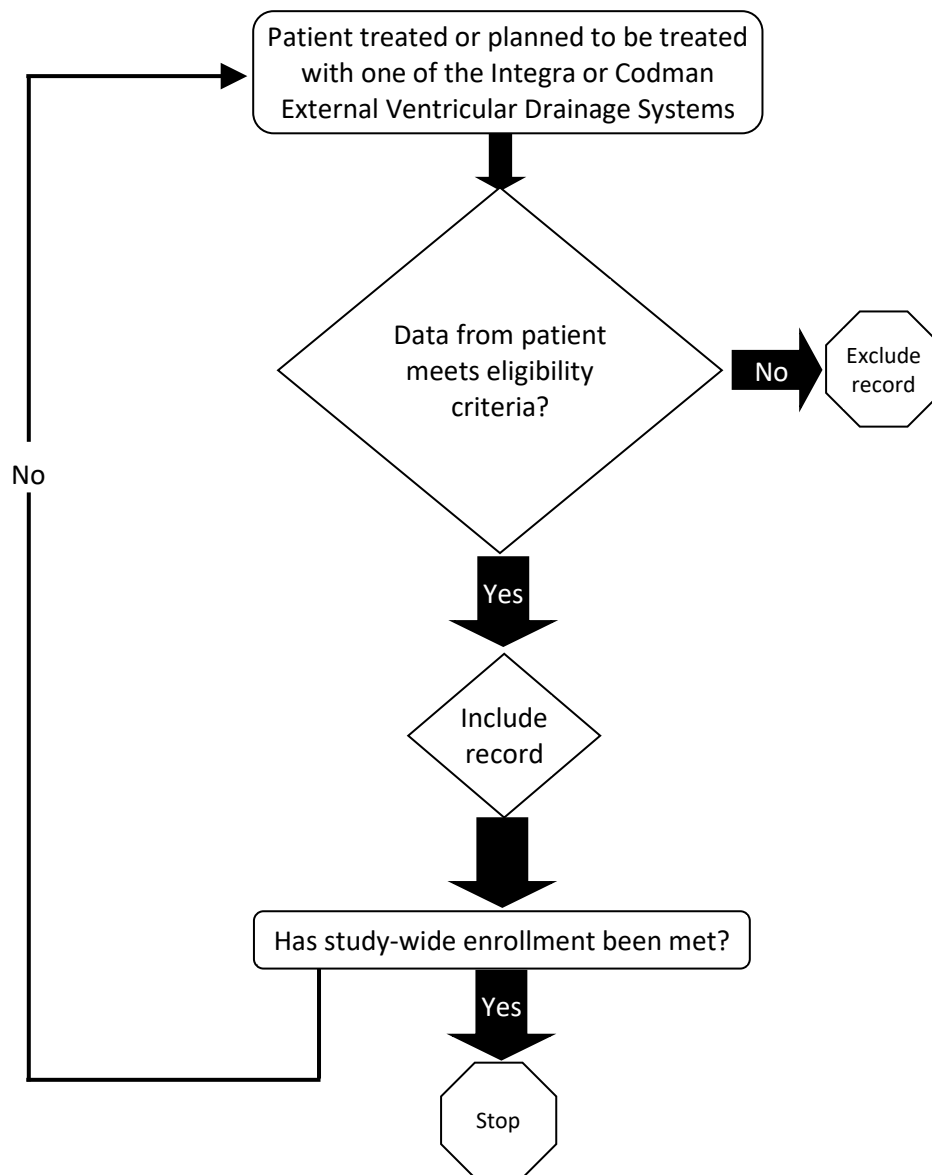 Patient treated or planned to be treated
with one of the Integra or Codman
External Ventricular Drainage Systems
Data from patient
meets eligibility
criteria?
No
Exclude
record
No
Yes
Include
record
Has study-wide enrollment been met?
Yes
Stop